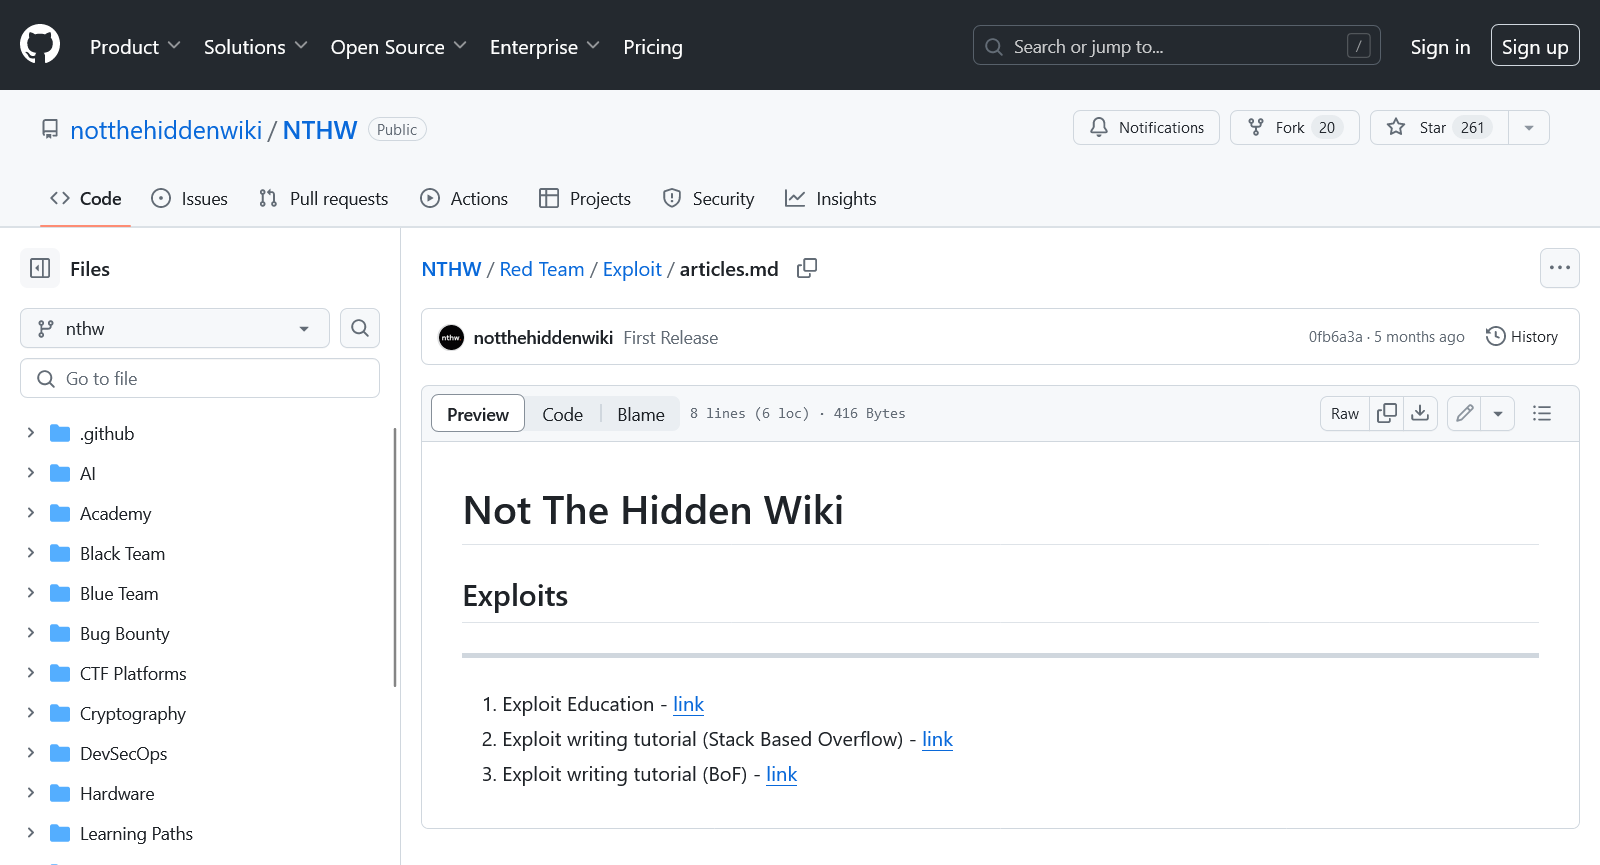 Product Solutions Open Source Enterprise Pricing Search or jump to... / Sign in Sign up
notthehiddenwiki / NTHW Public Notifications Fork 20 Star 261
Code Issues Pull requests Actions Projects Security Insights
Files
nthw
Go to file
.github
AI
Academy
Black Team
Blue Team
Bug Bounty
CTF Platforms
Cryptography
DevSecOps
Hardware
Learning Paths
NTHW / Red Team / Exploit / articles.md
nthw notthehiddenwiki First Release 0fb6a3a · 5 months ago History
Preview Code Blame 8 lines (6 loc) · 416 Bytes Raw
Not The Hidden Wiki
Exploits
1. Exploit Education - link
2. Exploit writing tutorial (Stack Based Overflow) - link
3. Exploit writing tutorial (BoF) - link